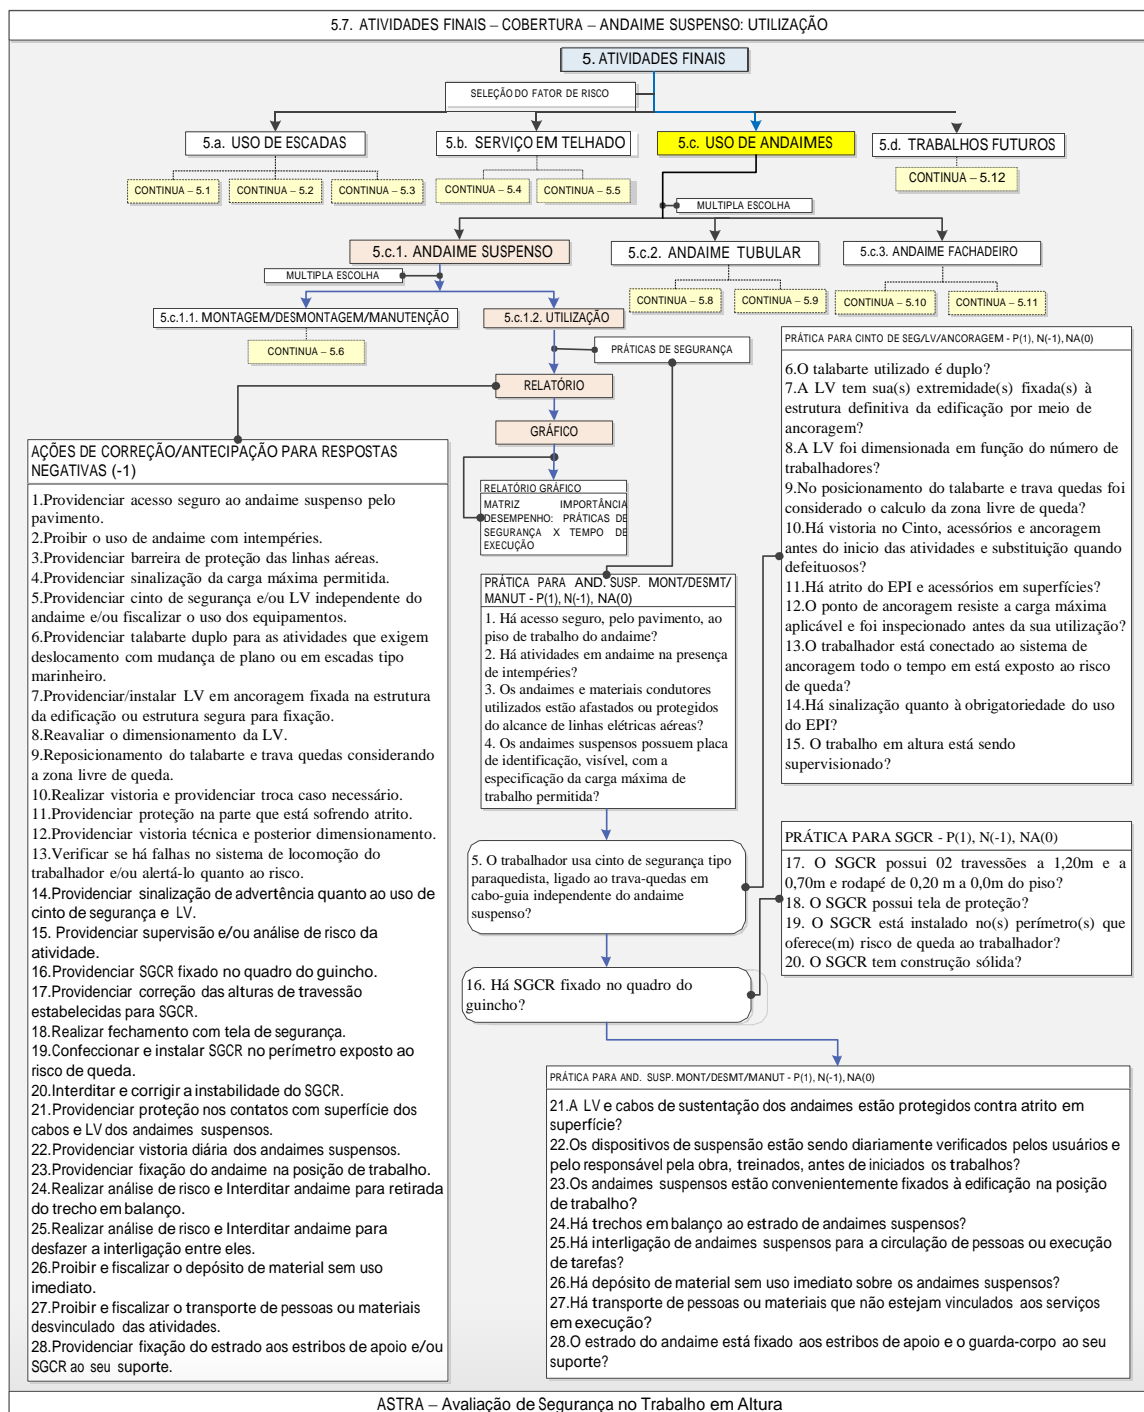 5.7. ATIVIDADES FINAIS – COBERTURA – ANDAIME SUSPENSO: UTILIZAÇÃO
5. ATIVIDADES FINAIS
SELEÇÃO DO FATOR DE RISCO
5.a. USO DE ESCADAS
5.b. SERVIÇO EM TELHADO
5.c. USO DE ANDAIMES
5.d. TRABALHOS FUTUROS
CONTINUA – 5.1
CONTINUA – 5.2
CONTINUA – 5.3
CONTINUA – 5.4
CONTINUA – 5.5
CONTINUA – 5.12
MULTIPLA ESCOLHA
5.c.1. ANDAIME SUSPENSO
5.c.2. ANDAIME TUBULAR
5.c.3. ANDAIME FACHADEIRO
MULTIPLA ESCOLHA
CONTINUA – 5.8
CONTINUA – 5.9
CONTINUA – 5.10
CONTINUA – 5.11
5.c.1.1. MONTAGEM/DESMONTAGEM/MANUTENÇÃO
5.c.1.2. UTILIZAÇÃO
CONTINUA – 5.6
PRÁTICAS DE SEGURANÇA
RELATÓRIO
GRÁFICO
RELATÓRIO GRÁFICO
MATRIZ IMPORTÂNCIA
DESEMPENHO: PRÁTICAS DE
SEGURANÇA X TEMPO DE
EXECUÇÃO
AÇÕES DE CORREÇÃO/ANTECIPAÇÃO PARA RESPOSTAS
NEGATIVAS (-1)
1.Providenciar acesso seguro ao andaime suspenso pelo
pavimento.
2.Proibir o uso de andaime com intempéries.
3.Providenciar barreira de proteção das linhas aéreas.
4.Providenciar sinalização da carga máxima permitida.
5.Providenciar cinto de segurança e/ou LV independente do
andaime e/ou fiscalizar o uso dos equipamentos.
6.Providenciar talabarte duplo para as atividades que exigem
deslocamento com mudança de plano ou em escadas tipo
marinheiro.
7.Providenciar/instalar LV em ancoragem fixada na estrutura
da edificação ou estrutura segura para fixação.
8.Reavaliar o dimensionamento da LV.
9.Reposicionamento do talabarte e trava quedas considerando
a zona livre de queda.
10.Realizar vistoria e providenciar troca caso necessário.
11.Providenciar proteção na parte que está sofrendo atrito.
12.Providenciar vistoria técnica e posterior dimensionamento.
13.Verificar se há falhas no sistema de locomoção do
trabalhador e/ou alertá-lo quanto ao risco.
14.Providenciar sinalização de advertência quanto ao uso de
cinto de segurança e LV.
15. Providenciar supervisão e/ou análise de risco da
atividade.
16.Providenciar SGCR fixado no quadro do guincho.
17.Providenciar correção das alturas de travessão
estabelecidas para SGCR.
18.Realizar fechamento com tela de segurança.
19.Confeccionar e instalar SGCR no perímetro exposto ao
risco de queda.
20.Interditar e corrigir a instabilidade do SGCR.
21.Providenciar proteção nos contatos com superfície dos
cabos e LV dos andaimes suspensos.
22.Providenciar vistoria diária dos andaimes suspensos.
23.Providenciar fixação do andaime na posição de trabalho.
24.Realizar análise de risco e Interditar andaime para retirada
do trecho em balanço.
25.Realizar análise de risco e Interditar andaime para
desfazer a interligação entre eles.
26.Proibir e fiscalizar o depósito de material sem uso
imediato.
27.Proibir e fiscalizar o transporte de pessoas ou materiais
desvinculado das atividades.
28.Providenciar fixação do estrado aos estribos de apoio e/ou
SGCR ao seu suporte.
PRÁTICA PARA AND. SUSP. MONT/DESMT/
MANUT - P(1), N(-1), NA(0)
1. Há acesso seguro, pelo pavimento, ao
piso de trabalho do andaime?
2. Há atividades em andaime na presença
de intempéries?
3. Os andaimes e materiais condutores
utilizados estão afastados ou protegidos
do alcance de linhas elétricas aéreas?
4. Os andaimes suspensos possuem placa
de identificação, visível, com a
especificação da carga máxima de
trabalho permitida?
5. O trabalhador usa cinto de segurança tipo
paraquedista, ligado ao trava-quedas em
cabo-guia independente do andaime
suspenso?
16. Há SGCR fixado no quadro do
guincho?
PRÁTICA PARA CINTO DE SEG/LV/ANCORAGEM - P(1), N(-1), NA(0)
6.O talabarte utilizado é duplo?
7.A LV tem sua(s) extremidade(s) fixada(s) à
estrutura definitiva da edificação por meio de
ancoragem?
8.A LV foi dimensionada em função do número de
trabalhadores?
9.No posicionamento do talabarte e trava quedas foi
considerado o calculo da zona livre de queda?
10.Há vistoria no Cinto, acessórios e ancoragem
antes do inicio das atividades e substituição quando
defeituosos?
11.Há atrito do EPI e acessórios em superfícies?
12.O ponto de ancoragem resiste a carga máxima
aplicável e foi inspecionado antes da sua utilização?
13.O trabalhador está conectado ao sistema de
ancoragem todo o tempo em está exposto ao risco
de queda?
14.Há sinalização quanto à obrigatoriedade do uso
do EPI?
15. O trabalho em altura está sendo
supervisionado?
PRÁTICA PARA SGCR - P(1), N(-1), NA(0)
17. O SGCR possui 02 travessões a 1,20m e a
0,70m e rodapé de 0,20 m a 0,0m do piso?
18. O SGCR possui tela de proteção?
19. O SGCR está instalado no(s) perímetro(s) que
oferece(m) risco de queda ao trabalhador?
20. O SGCR tem construção sólida?
PRÁTICA PARA AND. SUSP. MONT/DESMT/MANUT - P(1), N(-1), NA(0)
21.A LV e cabos de sustentação dos andaimes estão protegidos contra atrito em
superfície?
22.Os dispositivos de suspensão estão sendo diariamente verificados pelos usuários e
pelo responsável pela obra, treinados, antes de iniciados os trabalhos?
23.Os andaimes suspensos estão convenientemente fixados à edificação na posição
de trabalho?
24.Há trechos em balanço ao estrado de andaimes suspensos?
25.Há interligação de andaimes suspensos para a circulação de pessoas ou execução
de tarefas?
26.Há depósito de material sem uso imediato sobre os andaimes suspensos?
27.Há transporte de pessoas ou materiais que não estejam vinculados aos serviços
em execução?
28.O estrado do andaime está fixado aos estribos de apoio e o guarda-corpo ao seu
suporte?
ASTRA – Avaliação de Segurança no Trabalho em Altura